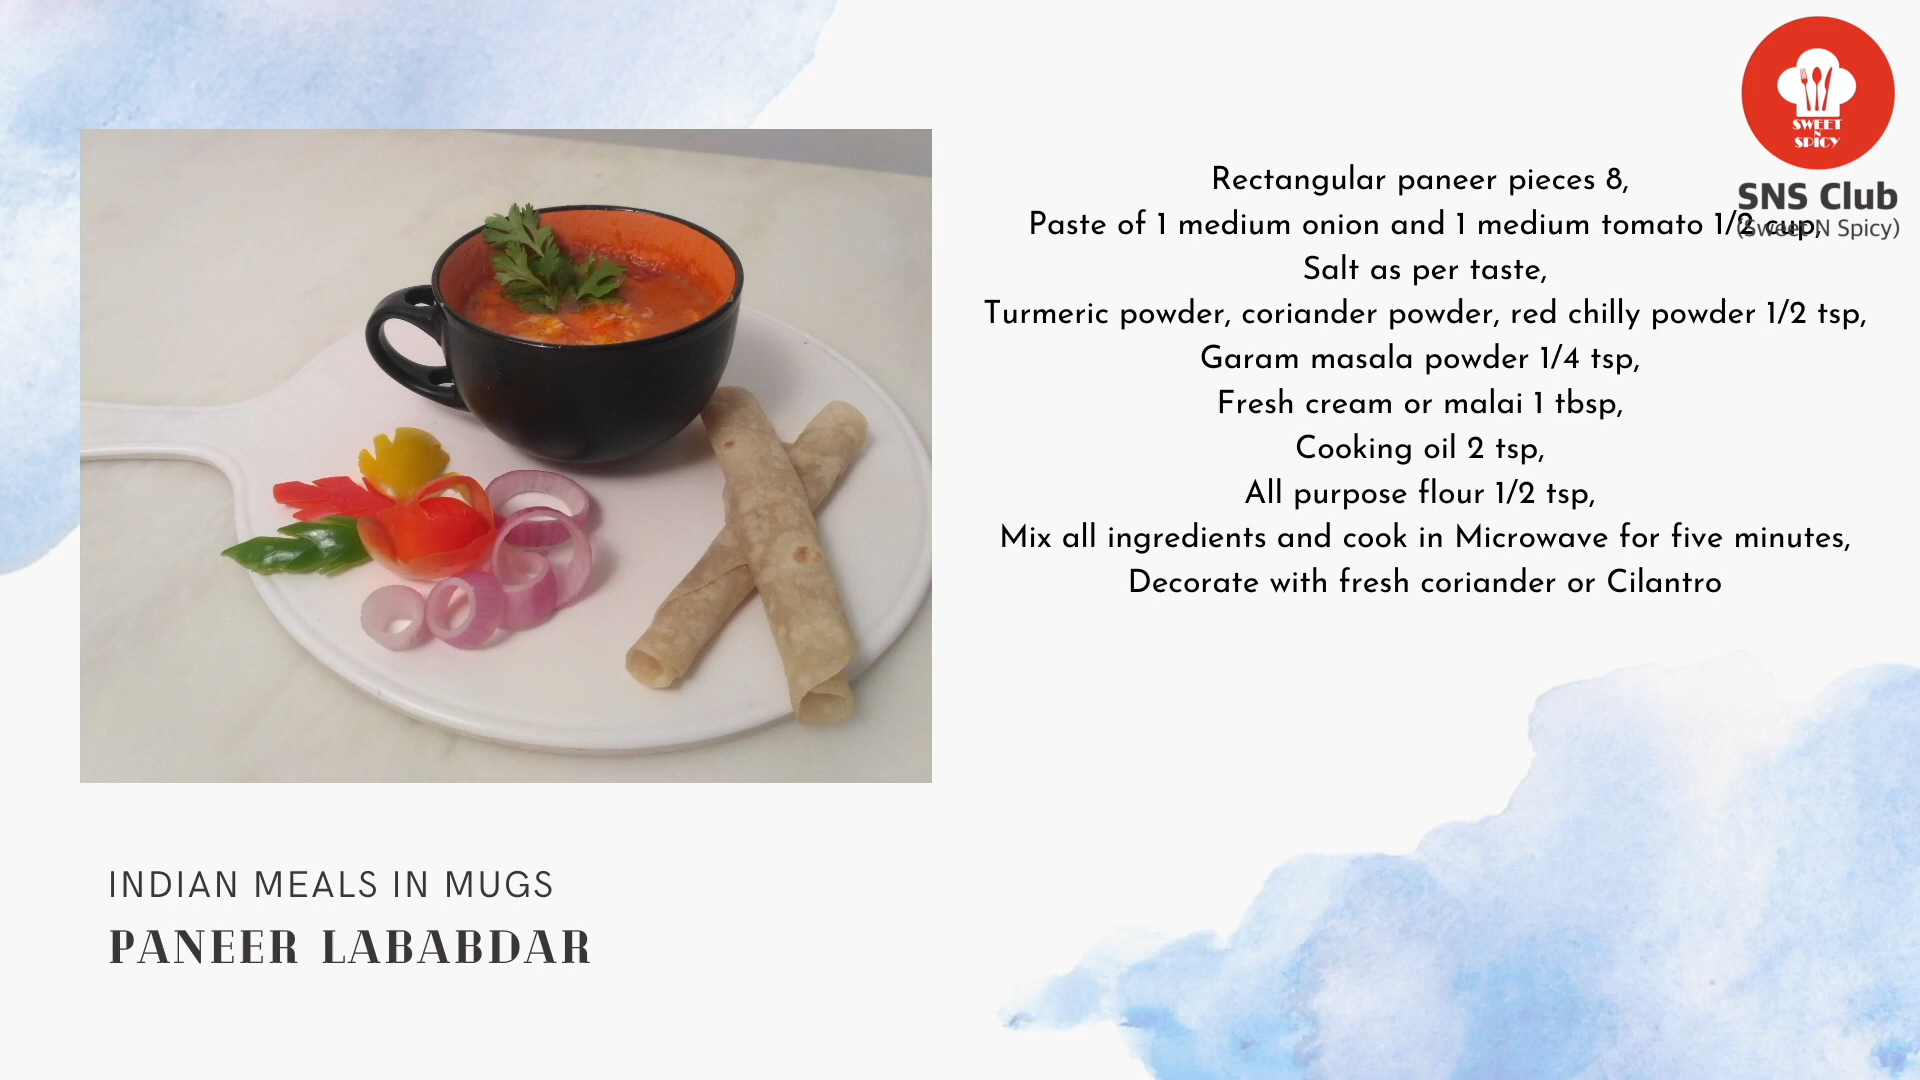 SWEET
N
SPICY
SNS Club
(Sweet N Spicy)
Rectangular paneer pieces 8,
Paste of 1 medium onion and 1 medium tomato 1/2 cup,
Salt as per taste,
Turmeric powder, coriander powder, red chilly powder 1/2 tsp,
Garam masala powder 1/4 tsp,
Fresh cream or malai 1 tbsp,
Cooking oil 2 tsp,
All purpose flour 1/2 tsp,
Mix all ingredients and cook in Microwave for five minutes,
Decorate with fresh coriander or Cilantro
INDIAN MEALS IN MUGS
PANEER LABABDAR